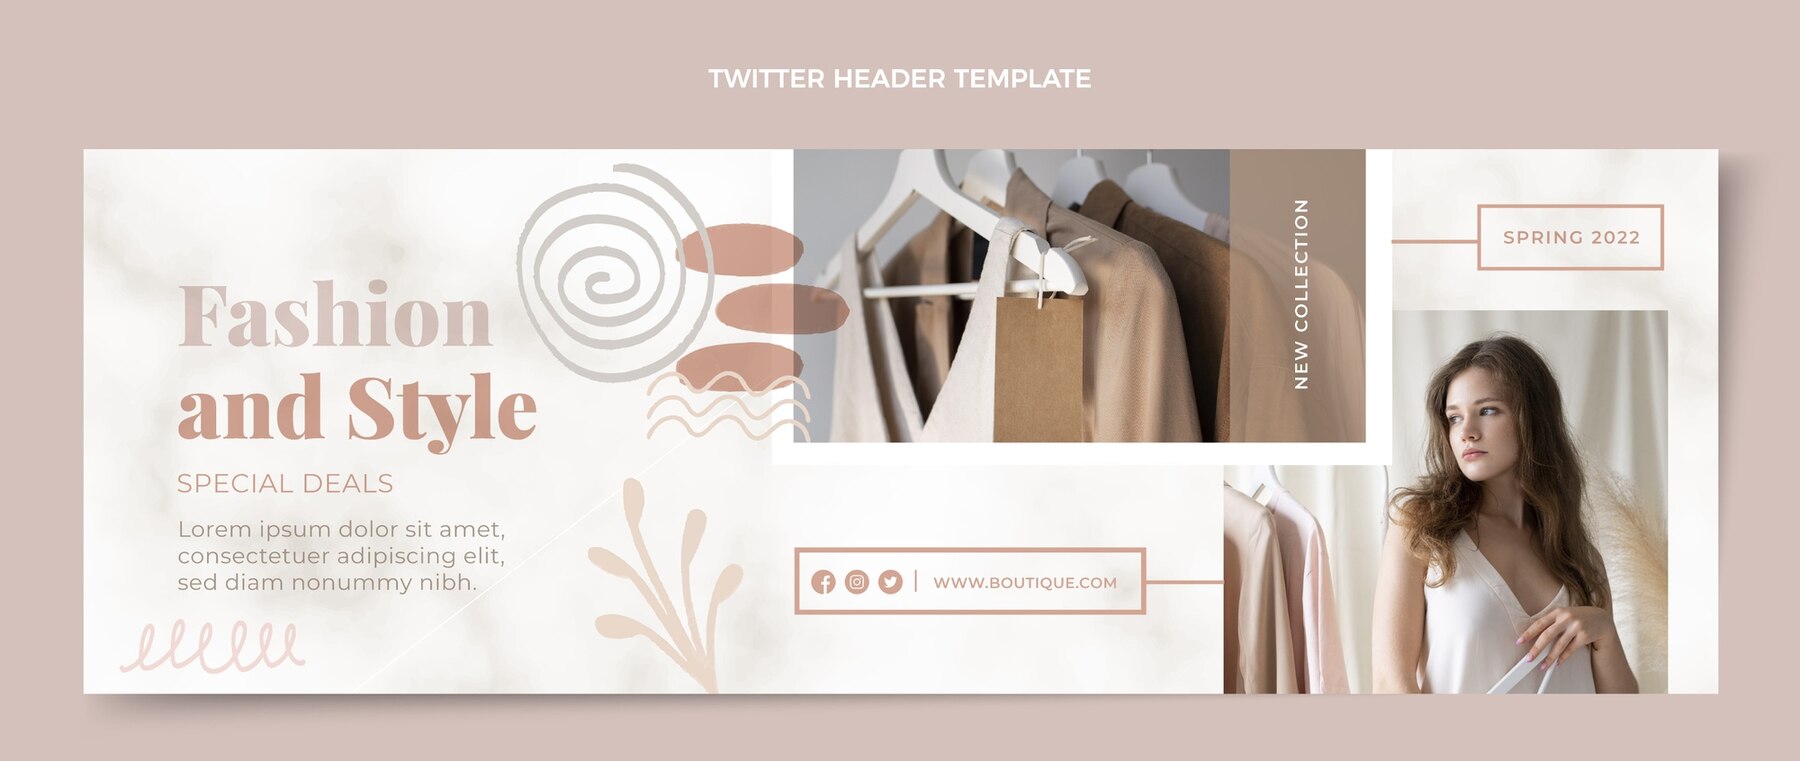 TWITTER HEADER TEMPLATE
Fashion
and Style
SPECIAL DEALS
Lorem ipsum dolor sit amet,
consectetuer adipiscing elit,
sed diam nonummy nibh.
NEW COLLECTION
SPRING 2022
WWW.BOUTIQUE.COM